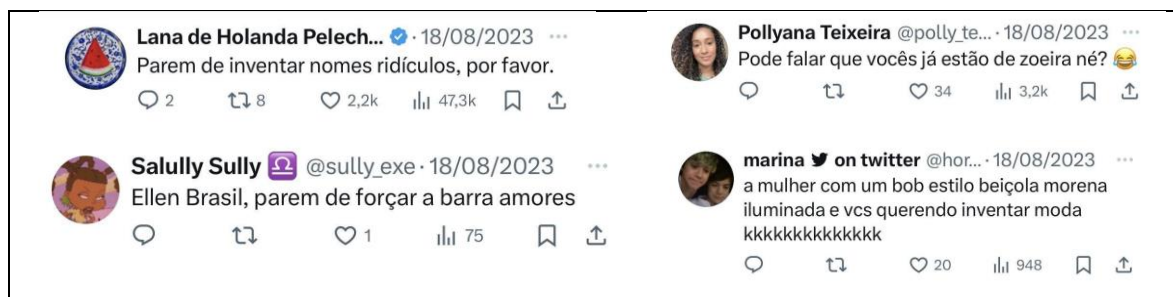 Lana de Holanda Pelech... · 18/08/2023 ...
Parem de inventar nomes ridículos, por favor.
2 8 2,2k 47,3k
Salully Sully ♎ @sully_exe · 18/08/2023 ...
Ellen Brasil, parem de forçar a barra amores
1 75
Pollyana Teixeira @polly_te... · 18/08/2023 ...
Pode falar que vocês já estão de zoeira né? 😂
34 3,2k
marina on twitter @hor... · 18/08/2023 ...
a mulher com um bob estilo beiçola morena
iluminada e vcs querendo inventar moda
kkkkkkkkkkkkkk
20 948